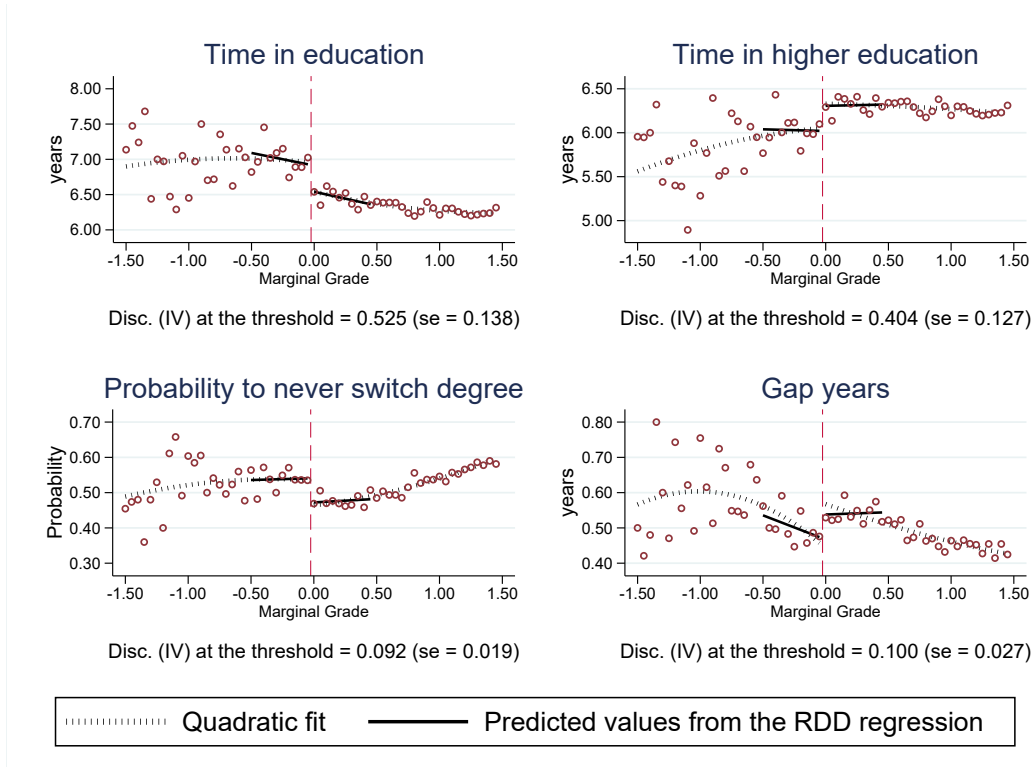 Time in education
8.00
7.50
7.00
6.50
6.00
years
-1.50 -1.00 -0.50 0.00 0.50 1.00 1.50
Marginal Grade
Disc. (IV) at the threshold = 0.525 (se = 0.138)
Time in higher education
6.50
6.00
5.50
5.00
years
-1.50 -1.00 -0.50 0.00 0.50 1.00 1.50
Marginal Grade
Disc. (IV) at the threshold = 0.404 (se = 0.127)
Probability to never switch degree
0.70
0.60
0.50
0.40
0.30
Probability
-1.50 -1.00 -0.50 0.00 0.50 1.00 1.50
Marginal Grade
Disc. (IV) at the threshold = 0.092 (se = 0.019)
Gap years
0.80
0.70
0.60
0.50
0.40
years
-1.50 -1.00 -0.50 0.00 0.50 1.00 1.50
Marginal Grade
Disc. (IV) at the threshold = 0.100 (se = 0.027)
Quadratic fit Predicted values from the RDD regression